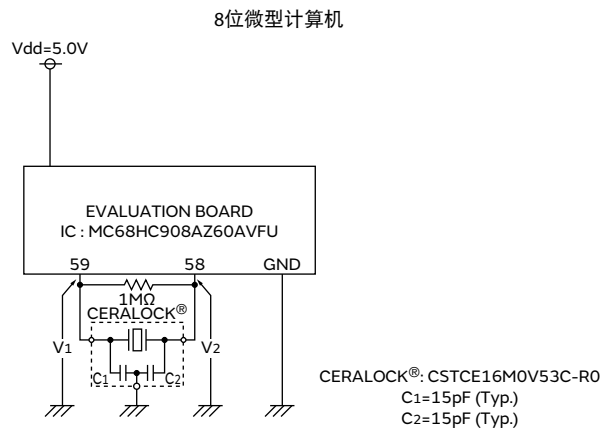 8位微型计算机
Vdd=5.0V
EVALUATION BOARD
IC : MC68HC908AZ60AVFU
59 58 GND
1MΩ
CERALOCK®
V1 V2
C1 C2
CERALOCK®: CSTCE16M0V53C-R0
C1=15pF (Typ.)
C2=15pF (Typ.)